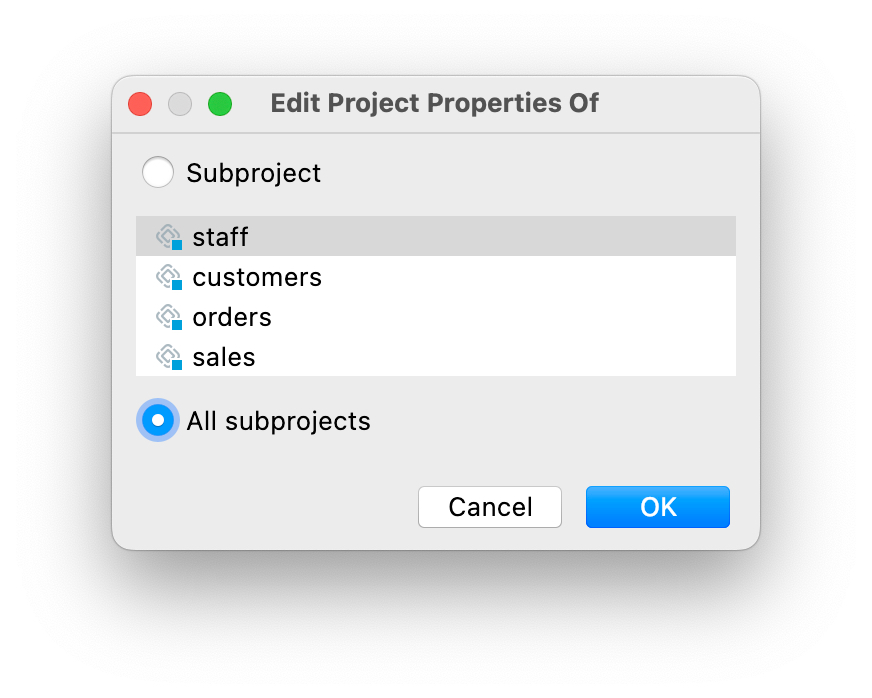 Edit Project Properties Of
Subproject
staff
customers
orders
sales
All subprojects
Cancel OK